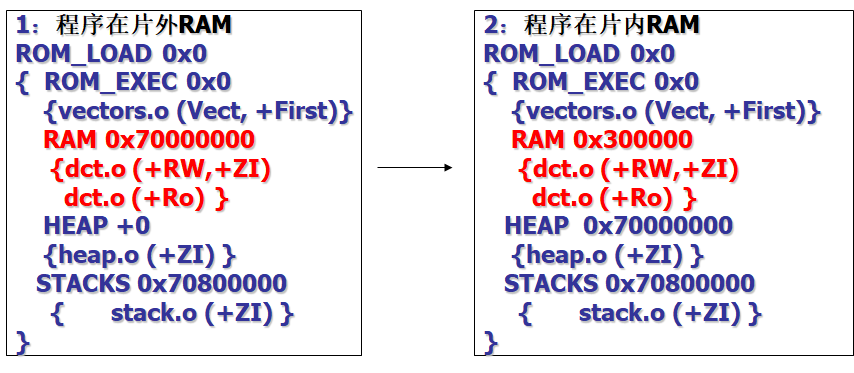 1：程序在片外RAM
ROM_LOAD 0x0
{ ROM_EXEC 0x0
{vectors.o (Vect, +First)}
RAM 0x70000000
{dct.o (+RW,+ZI)
dct.o (+Ro) }
HEAP +0
{heap.o (+ZI) }
STACKS 0x70800000
{ stack.o (+ZI) }
}
2：程序在片内RAM
ROM_LOAD 0x0
{ ROM_EXEC 0x0
{vectors.o (Vect, +First)}
RAM 0x300000
{dct.o (+RW,+ZI)
dct.o (+Ro) }
HEAP 0x70000000
{heap.o (+ZI) }
STACKS 0x70800000
{ stack.o (+ZI) }
}